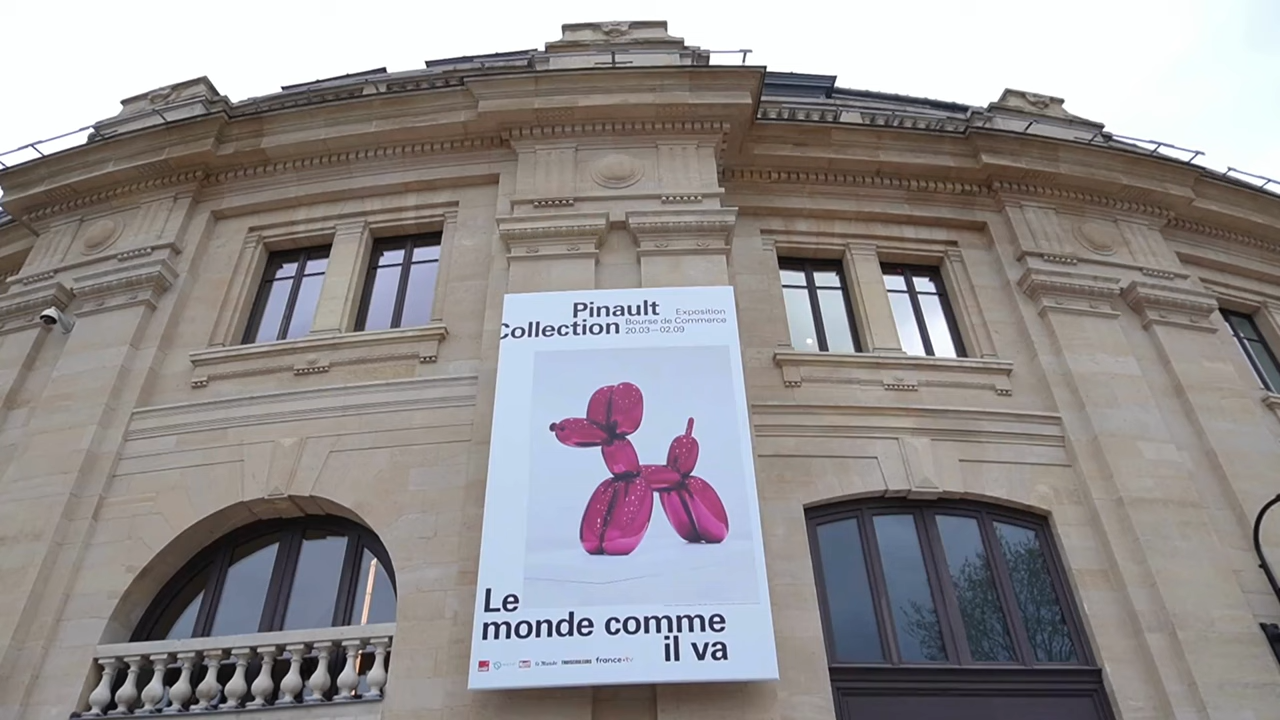 Pinault
Collection
Exposition
Bourse de Commerce
20.03—02.09
Le
monde comme
il va
le Monde
france•tv